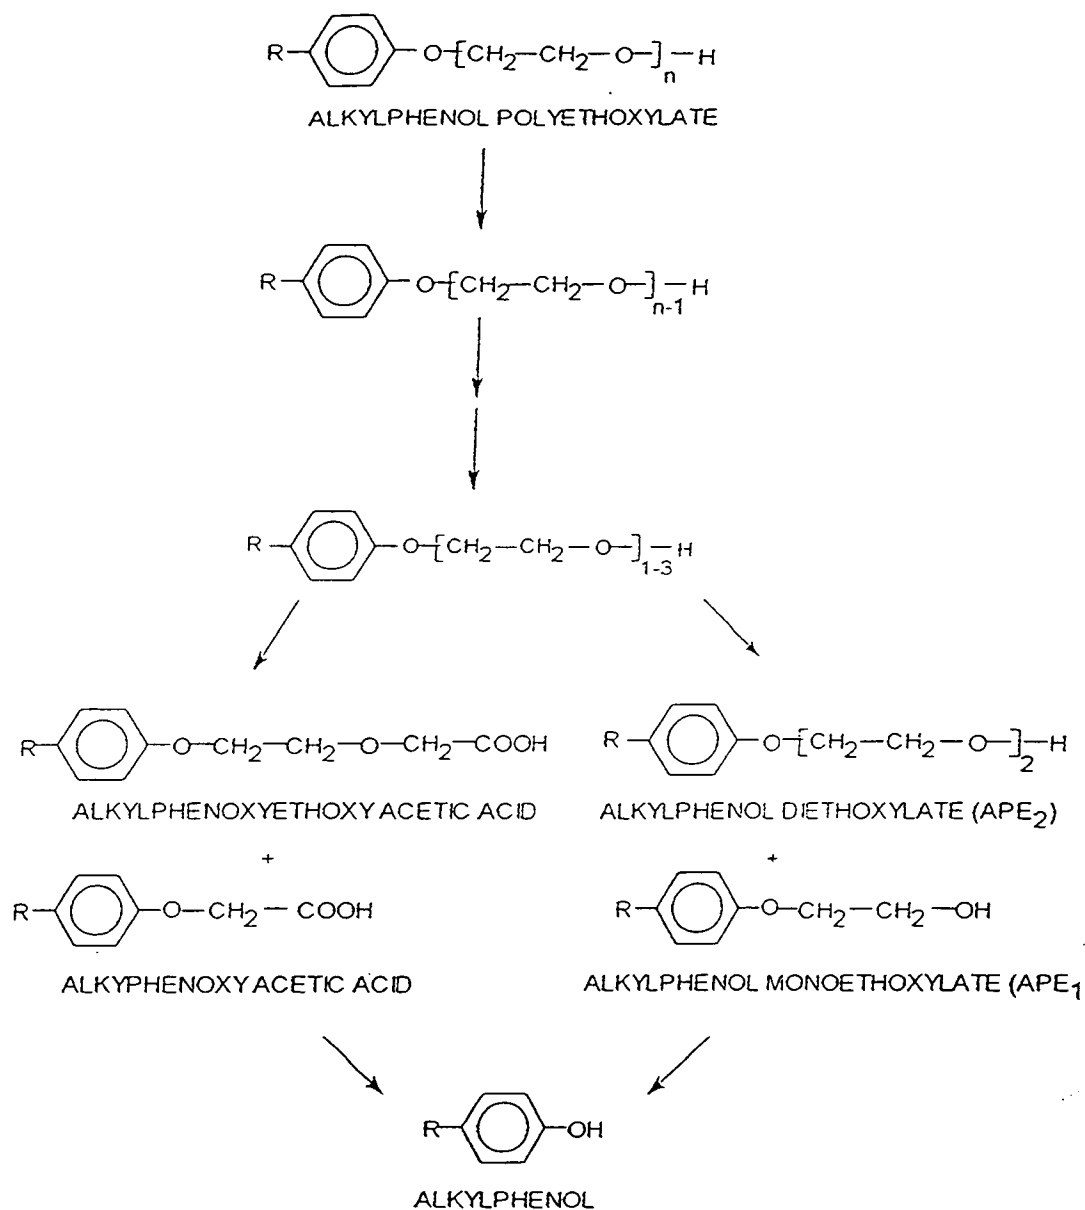 R O [ CH2 CH2 O ]n H
ALKYLPHENOL POLYETHOXYLATE
R O [ CH2 CH2 O ]n-1 H
R O [ CH2 CH2 O ]1-3 H
R O CH2 CH2 O CH2 COOH
R O [ CH2 CH2 O ]2 H
ALKYLPHENOXYETHOXY ACETIC ACID
ALKYLPHENOL DIETHOXYLATE (APE2)
+
+
R O CH2 COOH
R O CH2 CH2 OH
ALKYPHENOXY ACETIC ACID
ALKYLPHENOL MONOETHOXYLATE (APE1
R OH
ALKYLPHENOL